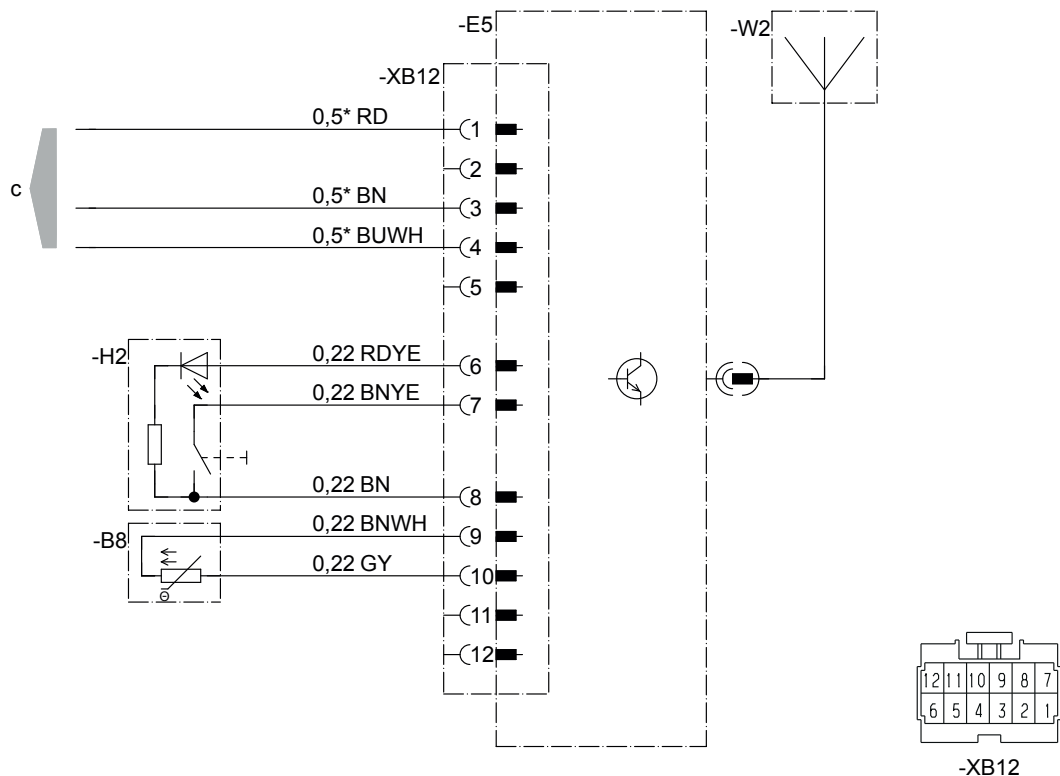 -E5
-W2
-XB12
0,5* RD
1
2
c
0,5* BN
3
0,5* BUWH
4
5
-H2
0,22 RDYE
6
0,22 BNYE
7
0,22 BN
8
0,22 BNWH
9
-B8
0,22 GY
10
Θ
11
12
12 11 10 9 8 7
6 5 4 3 2 1
-XB12